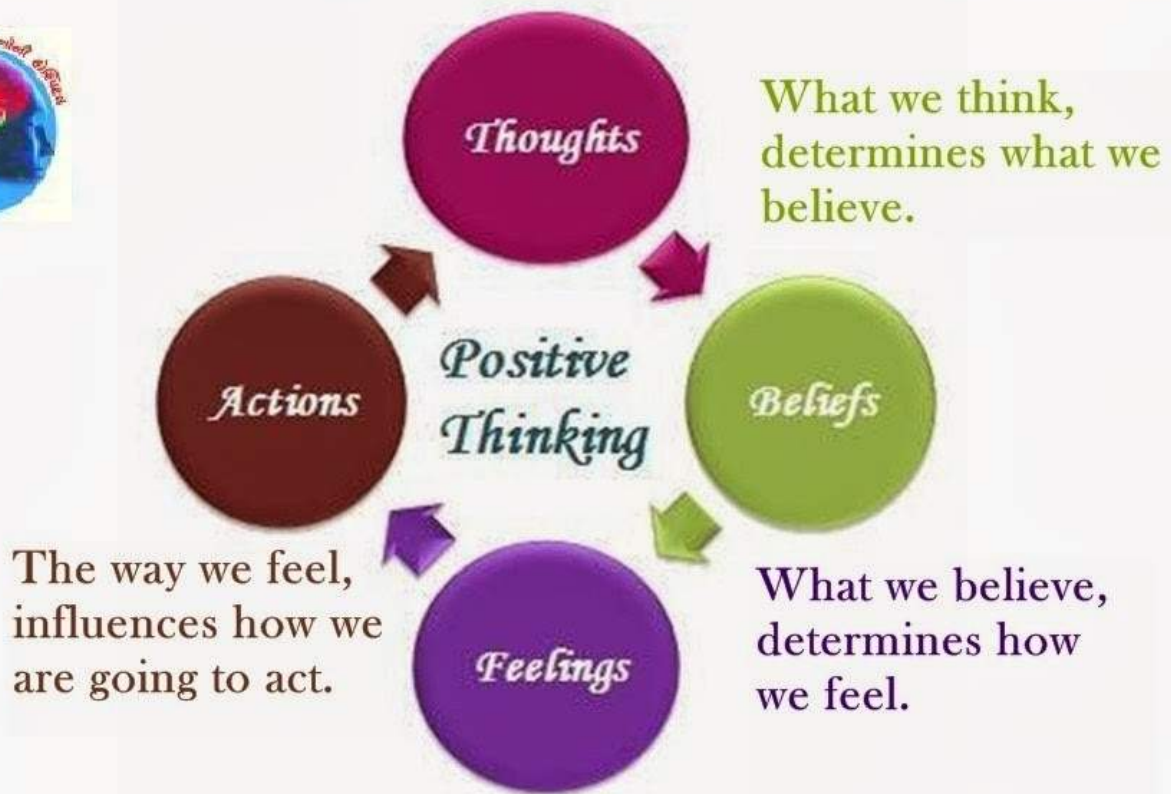 Thoughts
What we think,
determines what we
believe.
Actions
Positive
Thinking
Beliefs
The way we feel,
influences how we
are going to act.
Feelings
What we believe,
determines how
we feel.